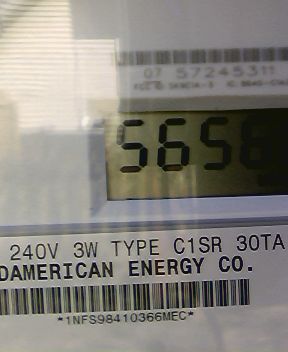 07 57245311
5656
240V 3W TYPE C1SR 30TA
DAMERICAN ENERGY CO.
*1NFS98410366MEC*